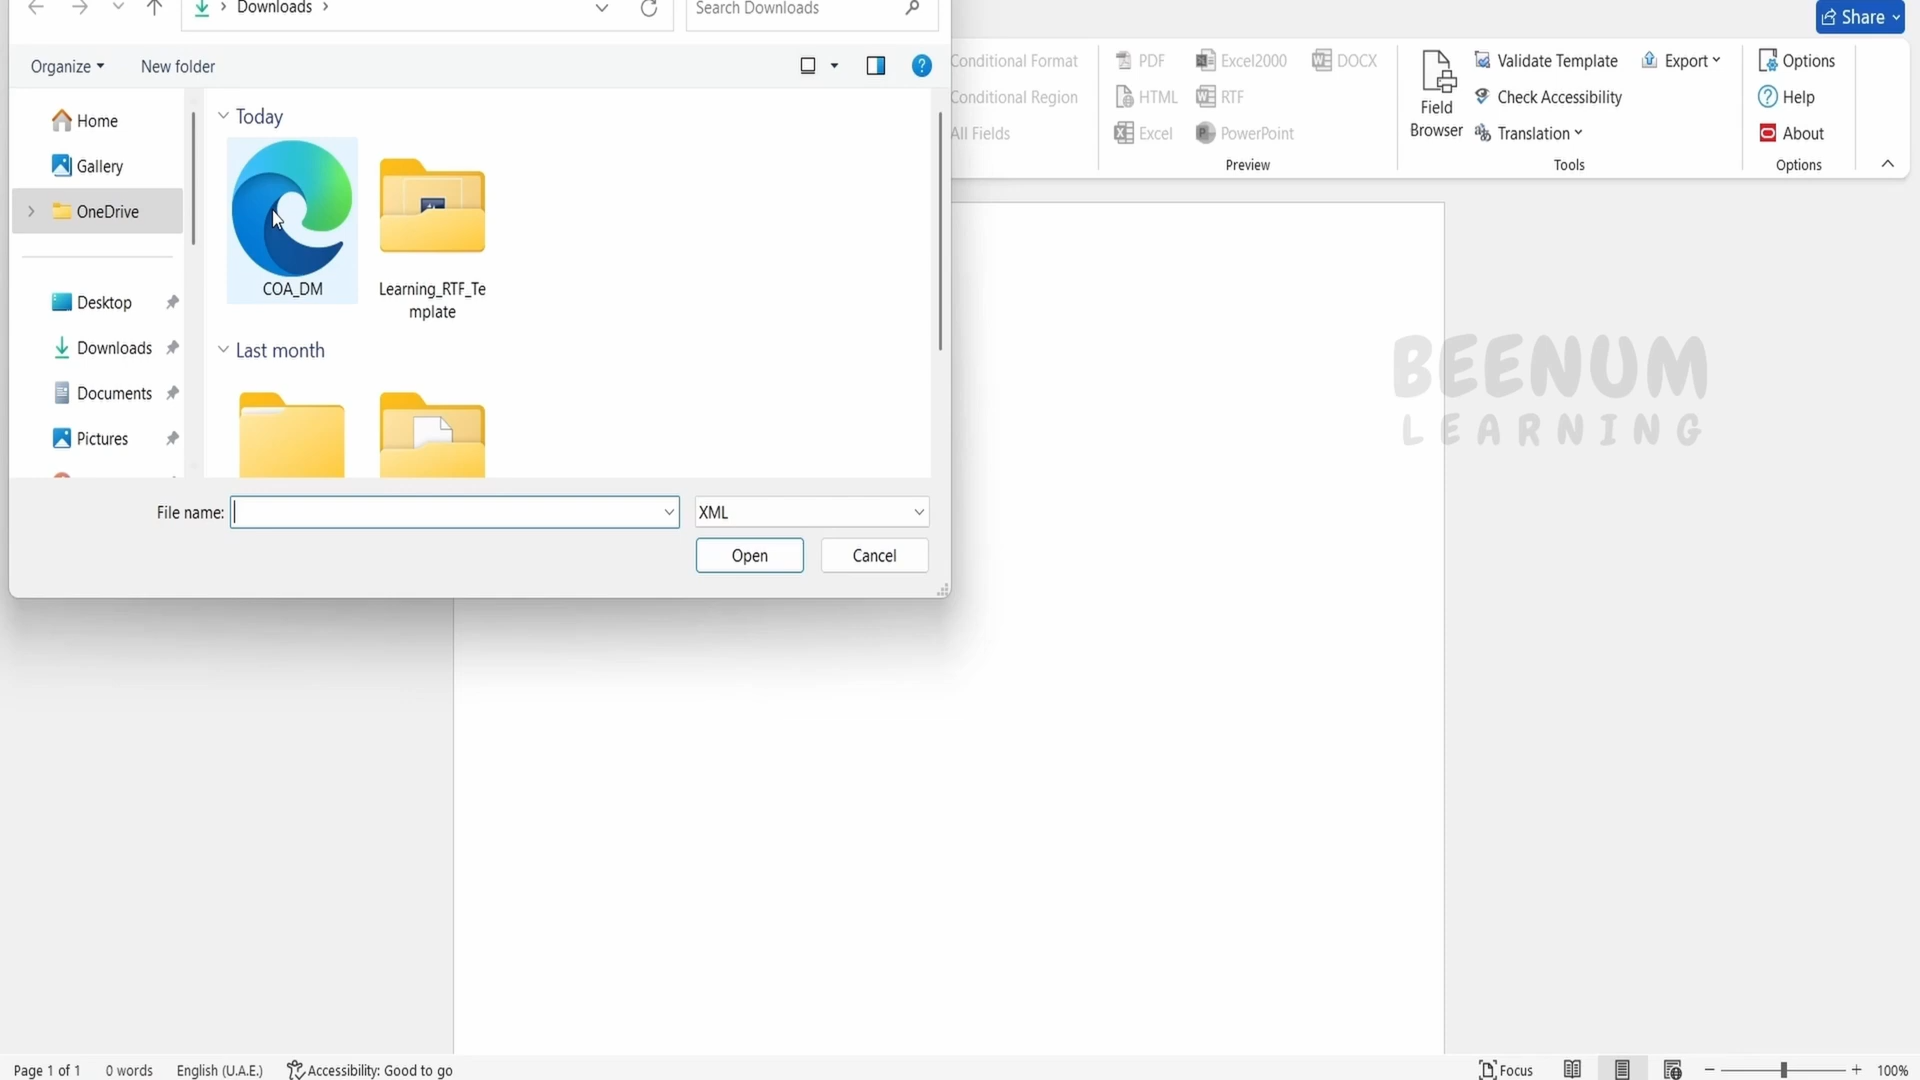 Downloads
Search Downloads
Share
Organize
New folder
Conditional Format
PDF
Excel2000
DOCX
Validate Template
Export
Options
Conditional Region
HTML
RTF
Field
Browser
Check Accessibility
Help
All Fields
Excel
PowerPoint
Translation
About
Preview
Tools
Options
Home
Gallery
OneDrive
Desktop
Downloads
Documents
Pictures
Today
COA_DM
Learning_RTF_Te
mplate
Last month
File name:
XML
Open
Cancel
BEENUM
LEARNING
Page 1 of 1
0 words
English (U.A.E.)
Accessibility: Good to go
Focus
100%